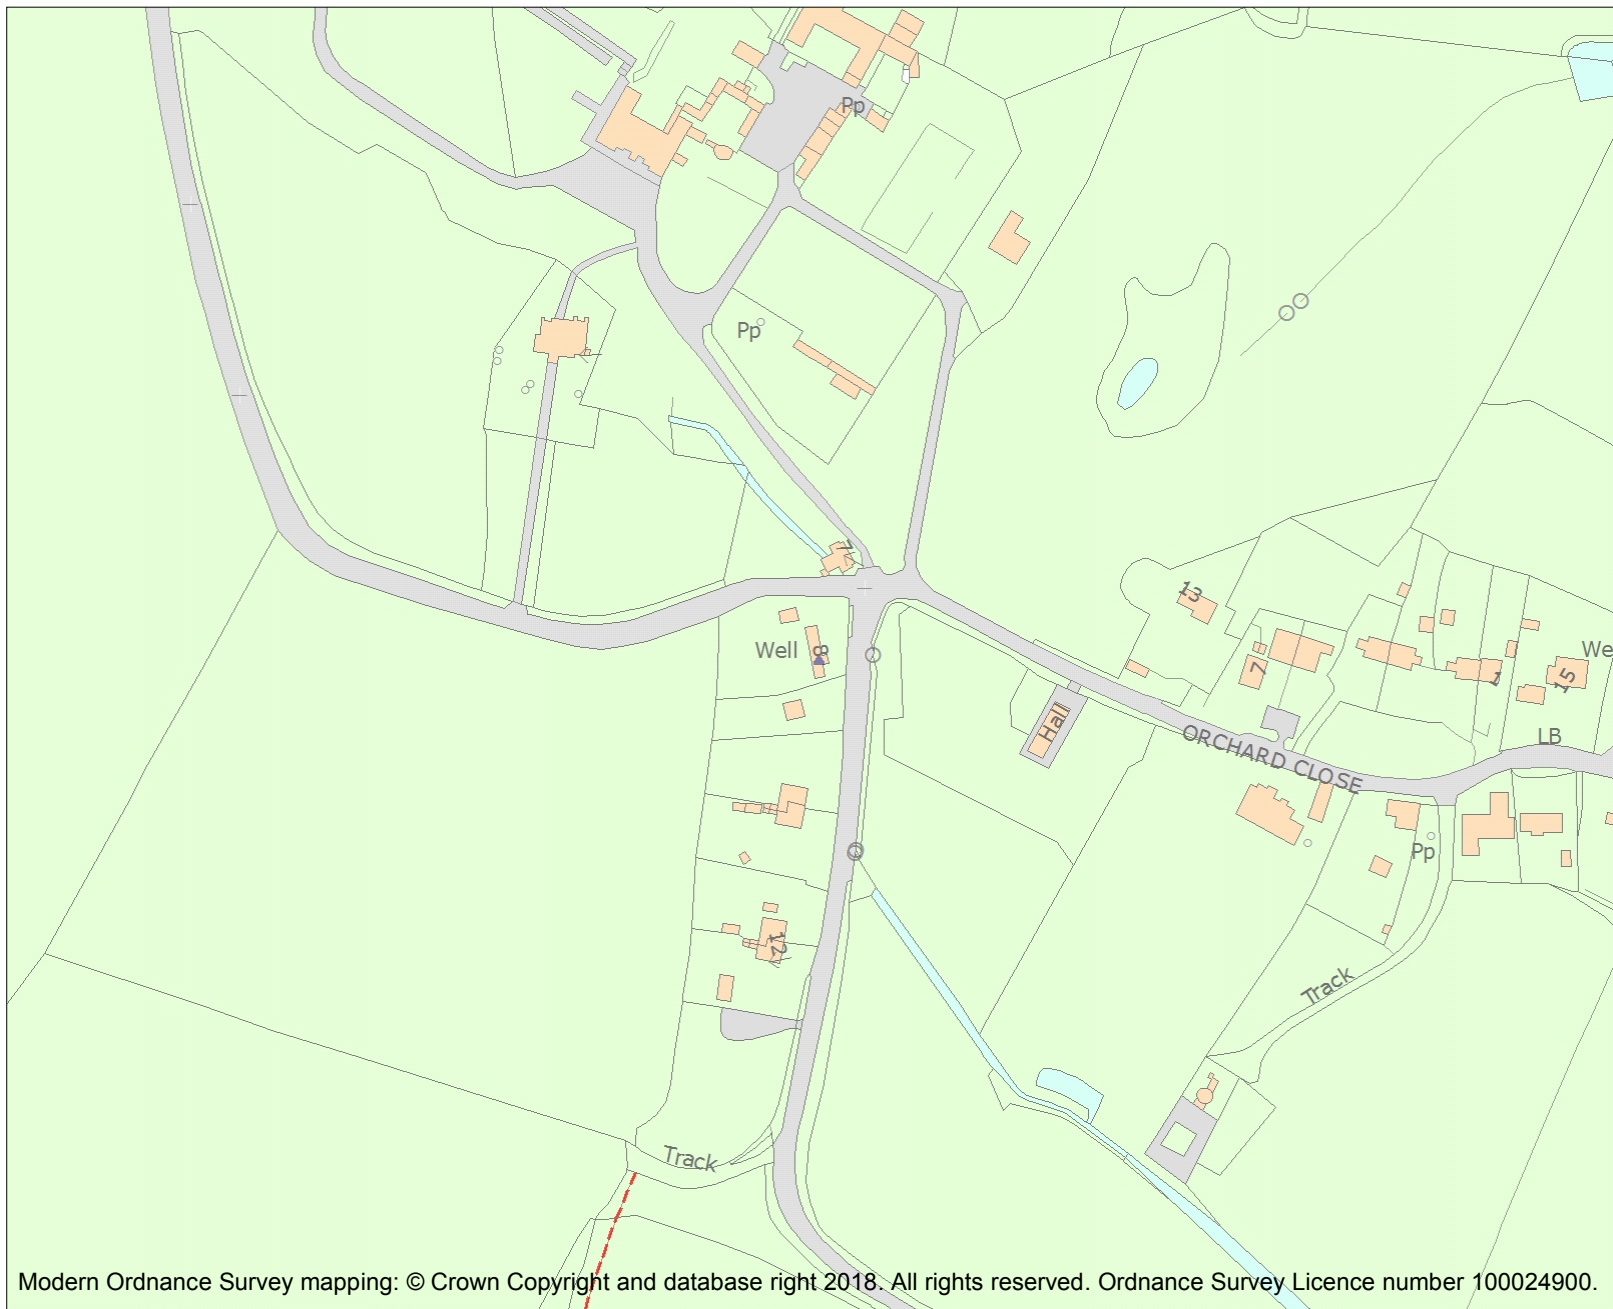 Pp
Pp
7
13
Well
8
7
1
15
We
Hall
ORCHARD CLOSE
LB
Pp
12
Track
Track
Modern Ordnance Survey mapping: © Crown Copyright and database right 2018. All rights reserved. Ordnance Survey Licence number 100024900.